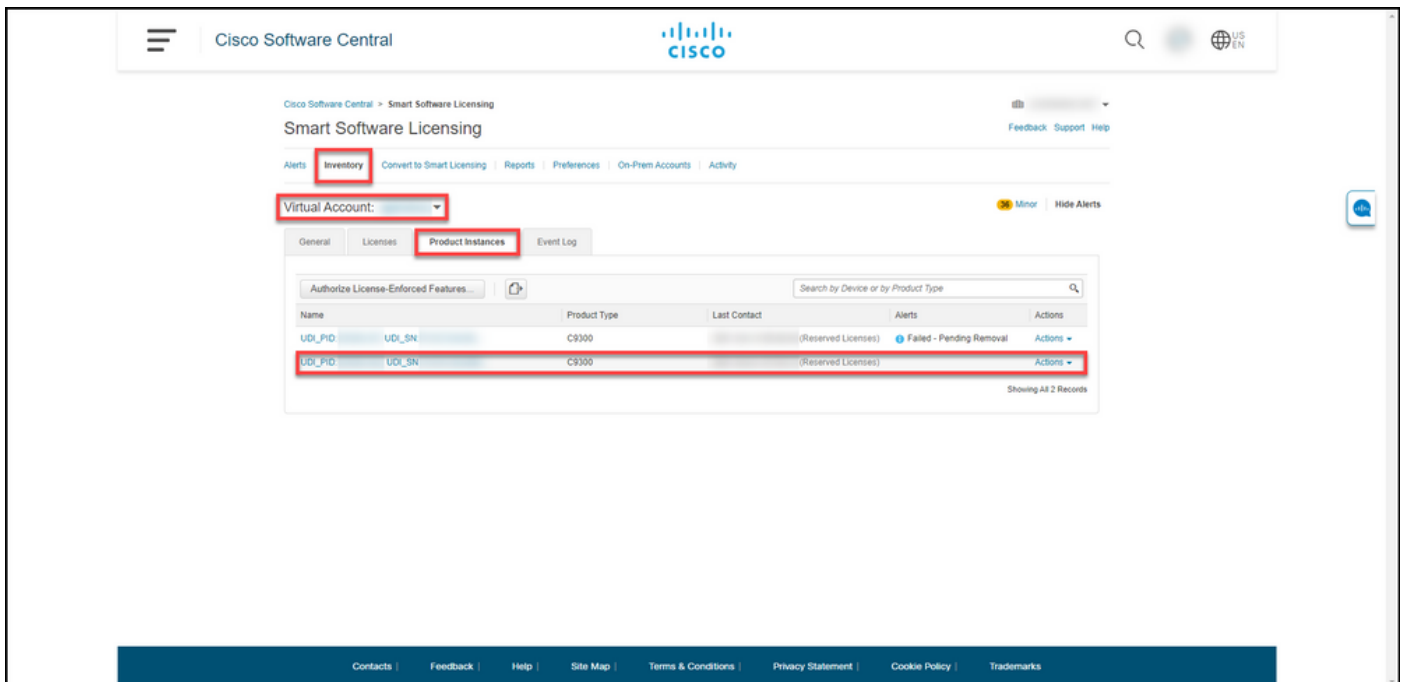 Cisco Software Central
CISCO
US
EN
Cisco Software Central > Smart Software Licensing
Smart Software Licensing
Feedback Support Help
Alerts Inventory Convert to Smart Licensing Reports Preferences On-Prem Accounts Activity
Virtual Account:
36 Minor Hide Alerts
General Licenses Product Instances Event Log
Authorize License-Enforced Features...
Search by Device or by Product Type
Name Product Type Last Contact Alerts Actions
UDI_PID: UDI_SN: C9300 (Reserved Licenses) Failed - Pending Removal Actions
UDI_PID: UDI_SN: C9300 (Reserved Licenses) Actions
Showing All 2 Records
Contacts | Feedback | Help | Site Map | Terms & Conditions | Privacy Statement | Cookie Policy | Trademarks